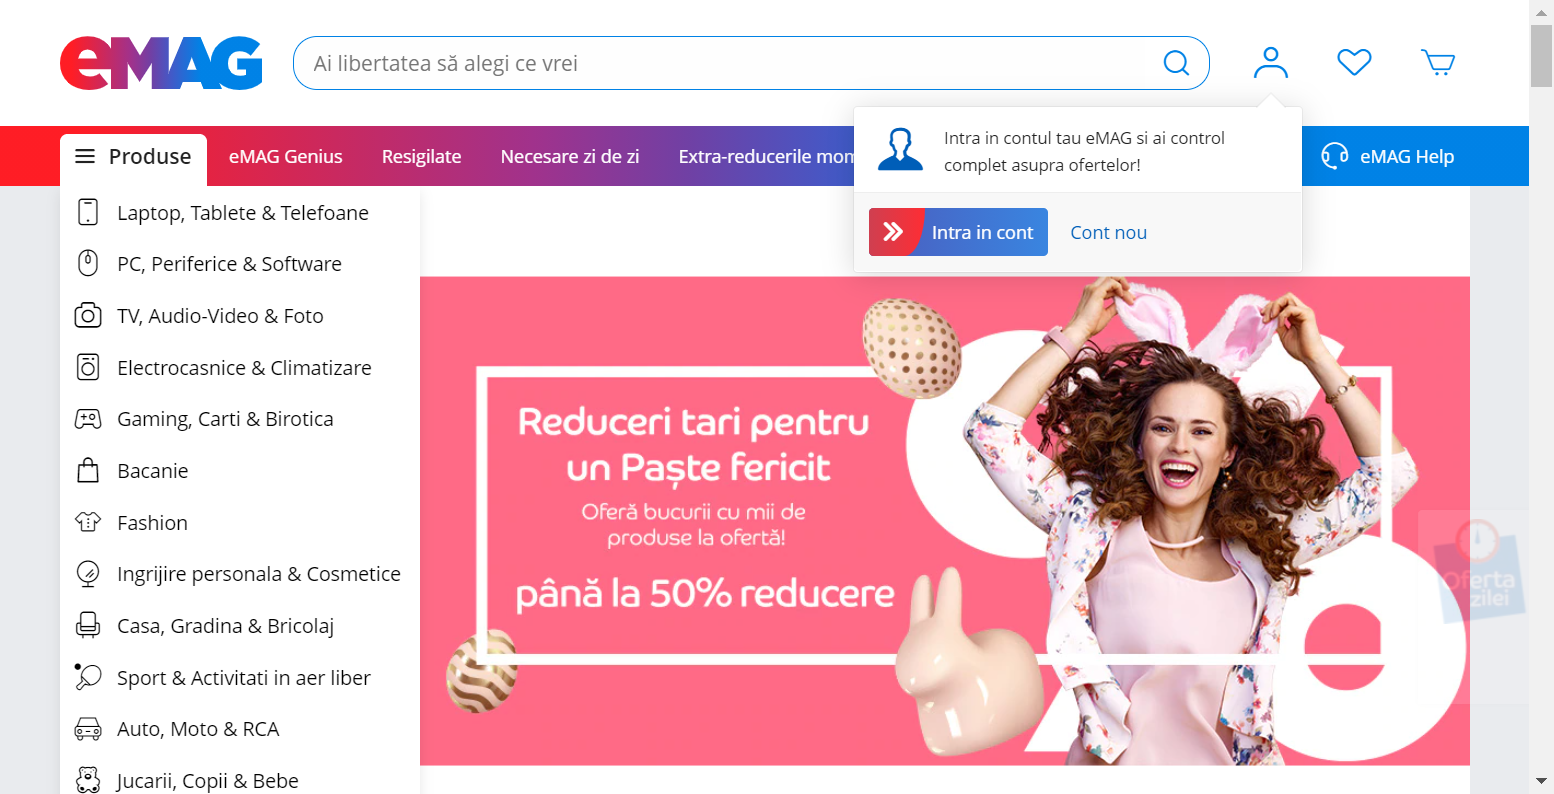 eMAG
Ai libertatea să alegi ce vrei
Produse
eMAG Genius
Resigilate
Necesare zi de zi
Extra-reducerile
eMAG Help
Intra in contul tau eMAG si ai control
complet asupra ofertelor!
Intra in cont
Cont nou
Laptop, Tablete & Telefoane
PC, Periferice & Software
TV, Audio-Video & Foto
Electrocasnice & Climatizare
Gaming, Carti & Birotica
Bacanie
Fashion
Ingrijire personala & Cosmetice
Casa, Gradina & Bricolaj
Sport & Activitati in aer liber
Auto, Moto & RCA
Jucarii, Copii & Bebe
Reduceri tari pentru
un Paște fericit
Oferă bucurii cu mii de
produse la ofertă!
până la 50% reducere
%
Oferta
zilei